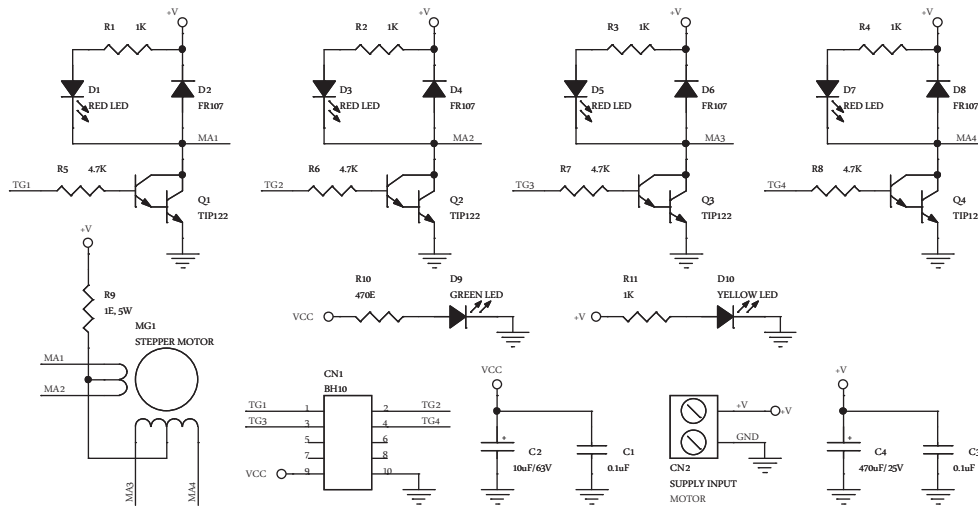 +V +V +V +V
R1 1K R2 1K R3 1K R4 1K
D1 D2 D3 D4 D5 D6 D7 D8
RED LED FR107 RED LED FR107 RED LED FR107 RED LED FR107
MA1 MA2 MA3 MA4
R5 4.7K R6 4.7K R7 4.7K R8 4.7K
TG1 TG2 TG3 TG4
Q1 Q2 Q3 Q4
TIP122 TIP122 TIP122
+V
R9
1E, 5W
MG1
STEPPER MOTOR
MA1
MA2
MA3
MA4
R10 D9
470E GREEN LED
VCC
R11 D10
1K YELLOW LED
+V
CN1
BH10
TG1 1 2 TG2
TG3 3 4 TG4
5 6
7 8
VCC 9 10
VCC
+
C2 C1
10uF/63V 0.1uF
+V +V
GND
CN2
SUPPLY INPUT
MOTOR
+V
+
C4
470uF/25V 0.1uF